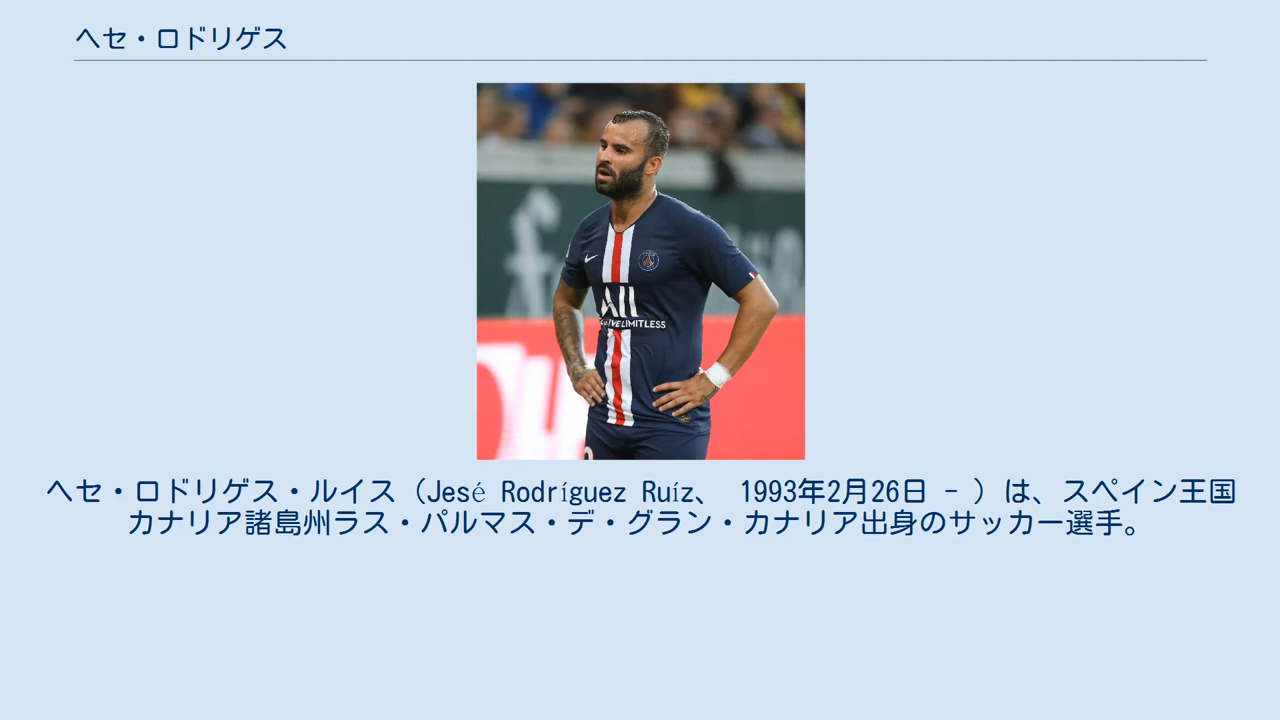 ヘセ・ロドリゲス
All
LIVE LIMITLESS
ヘセ・ロドリゲス・ルイス（Jesé Rodríguez Ruíz、 1993年2月26日 - ）は、スペイン王国
カナリア諸島州ラス・パルマス・デ・グラン・カナリア出身のサッカー選手。